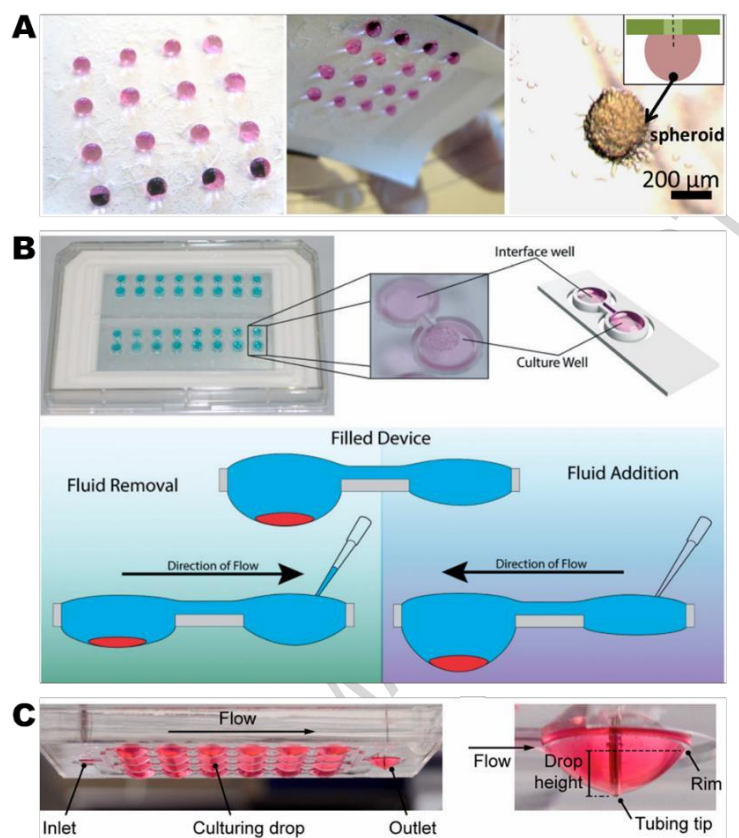 A
spheroid
200 μm
B
Interface well
Culture Well
Filled Device
Fluid Removal
Fluid Addition
Direction of Flow
Direction of Flow
C
Flow
Inlet
Culturing drop
Outlet
Flow
Drop
height
Rim
Tubing tip